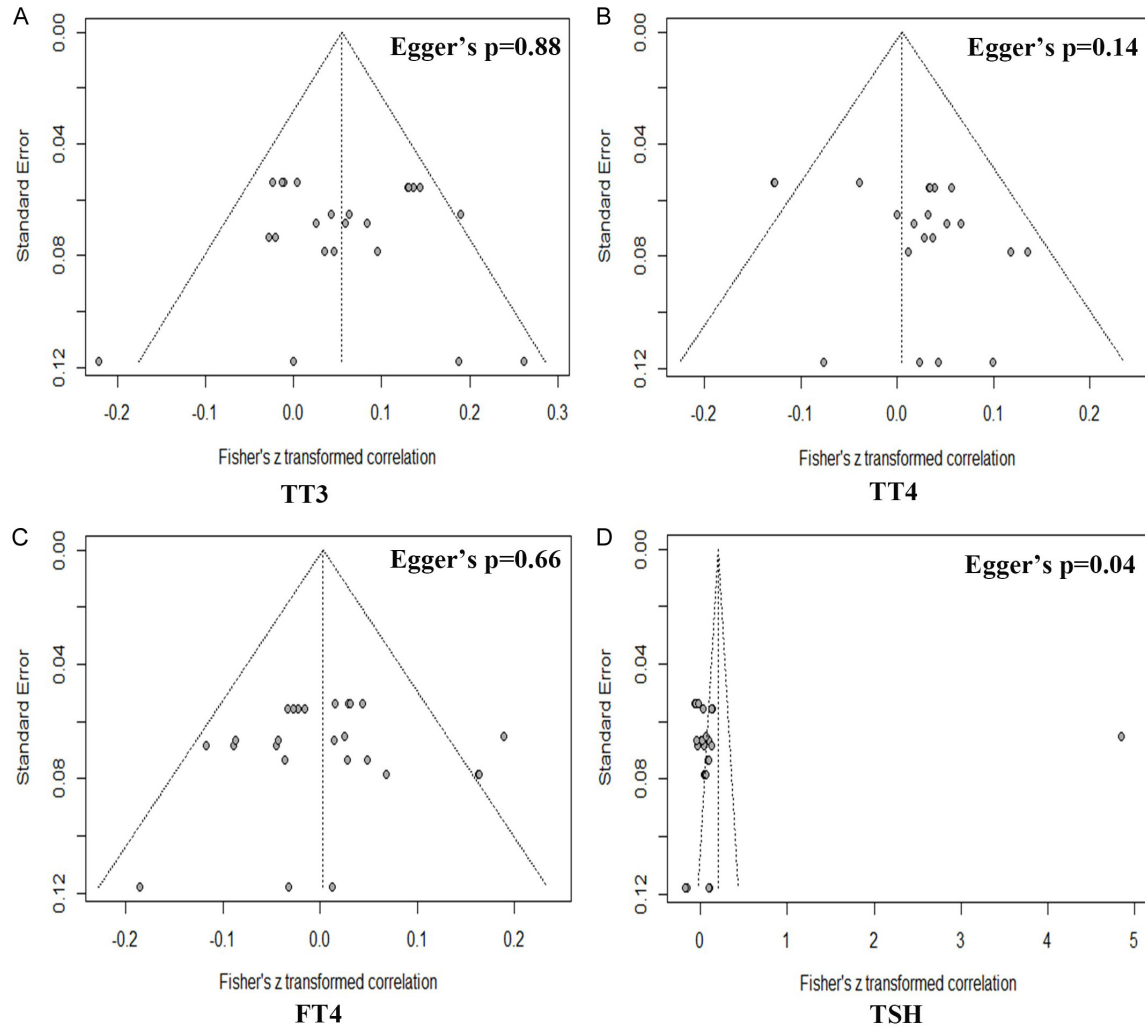 A
Egger's p=0.88
0.00
0.04
0.08
0.12
Standard Error
-0.2 -0.1 0.0 0.1 0.2 0.3
Fisher's z transformed correlation
TT3
B
Egger's p=0.14
0.00
0.04
0.08
0.12
Standard Error
-0.2 -0.1 0.0 0.1 0.2
Fisher's z transformed correlation
TT4
C
Egger's p=0.66
0.00
0.04
0.08
0.12
Standard Error
-0.2 -0.1 0.0 0.1 0.2
Fisher's z transformed correlation
FT4
D
Egger's p=0.04
0.00
0.04
0.08
0.12
Standard Error
0 1 2 3 4 5
Fisher's z transformed correlation
TSH